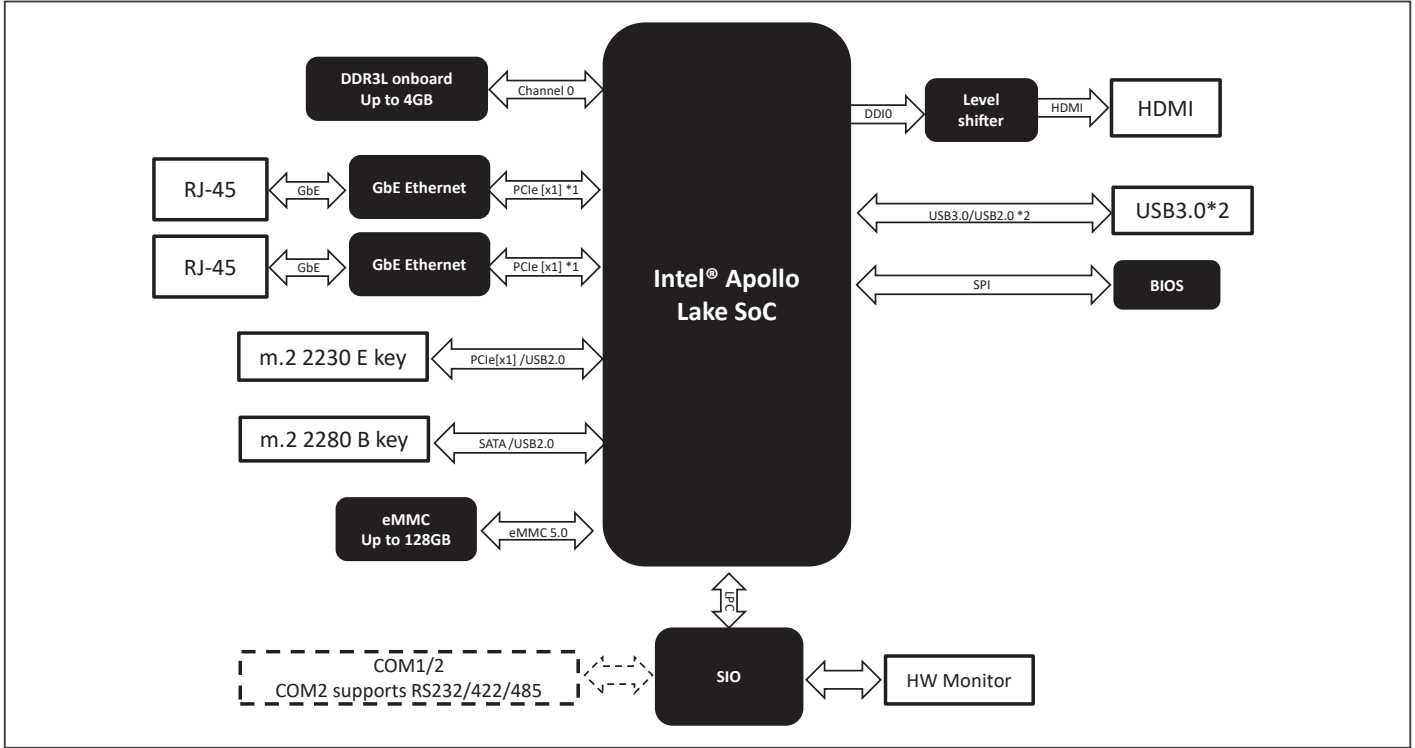 DDR3L onboard
Up to 4GB
Channel 0
DDI0
Level
shifter
HDMI
HDMI
RJ-45
GbE
GbE Ethernet
PCIe [x1] *1
USB3.0/USB2.0 *2
USB3.0*2
RJ-45
GbE
GbE Ethernet
PCIe [x1] *1
Intel® Apollo
Lake SoC
SPI
BIOS
m.2 2230 E key
PCIe[x1] /USB2.0
m.2 2280 B key
SATA /USB2.0
eMMC
Up to 128GB
eMMC 5.0
LPC
COM1/2
COM2 supports RS232/422/485
SIO
HW Monitor